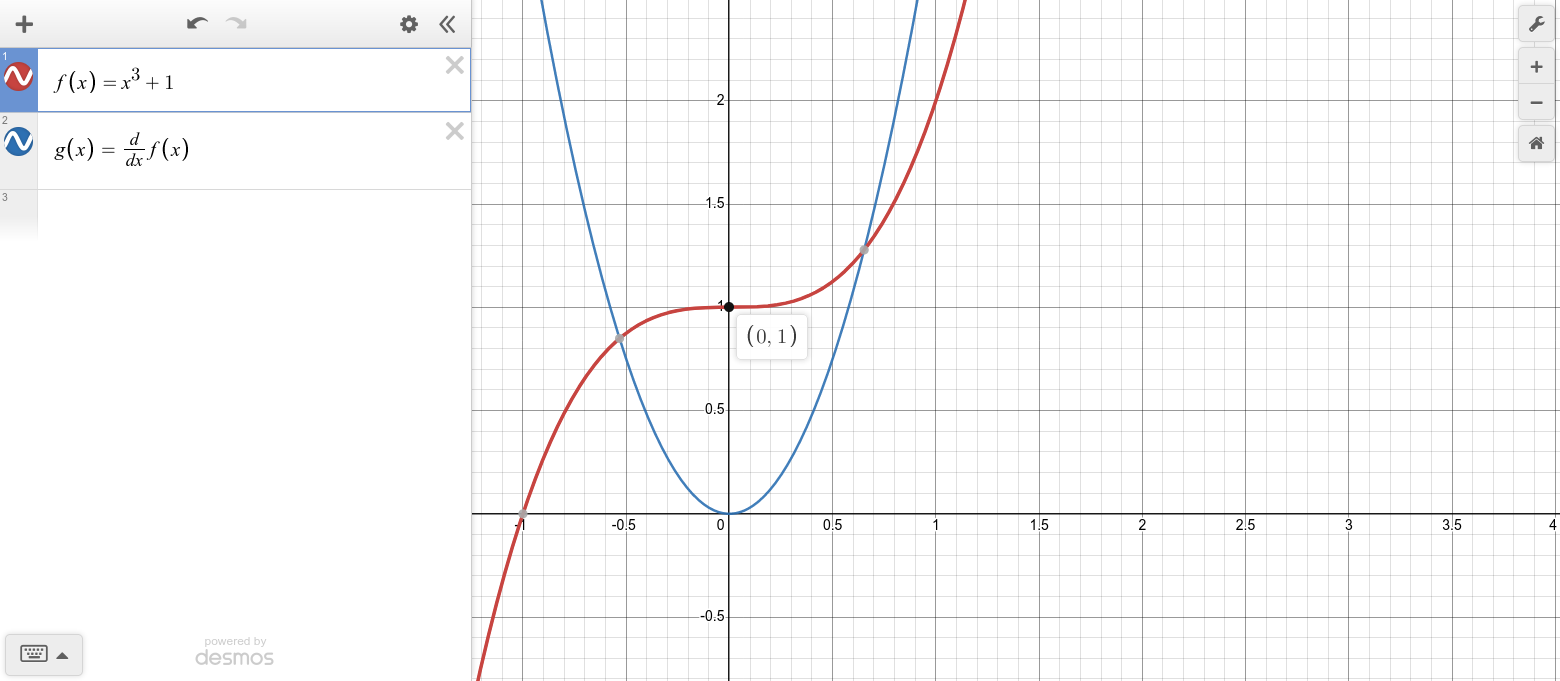 1
f(x) = x³ + 1
2
g(x) = d/dx f(x)
3
powered by
desmos
2
1.5
1
(0, 1)
0.5
-1 -0.5 0 0.5 1 1.5 2 2.5 3 3.5 4
-0.5